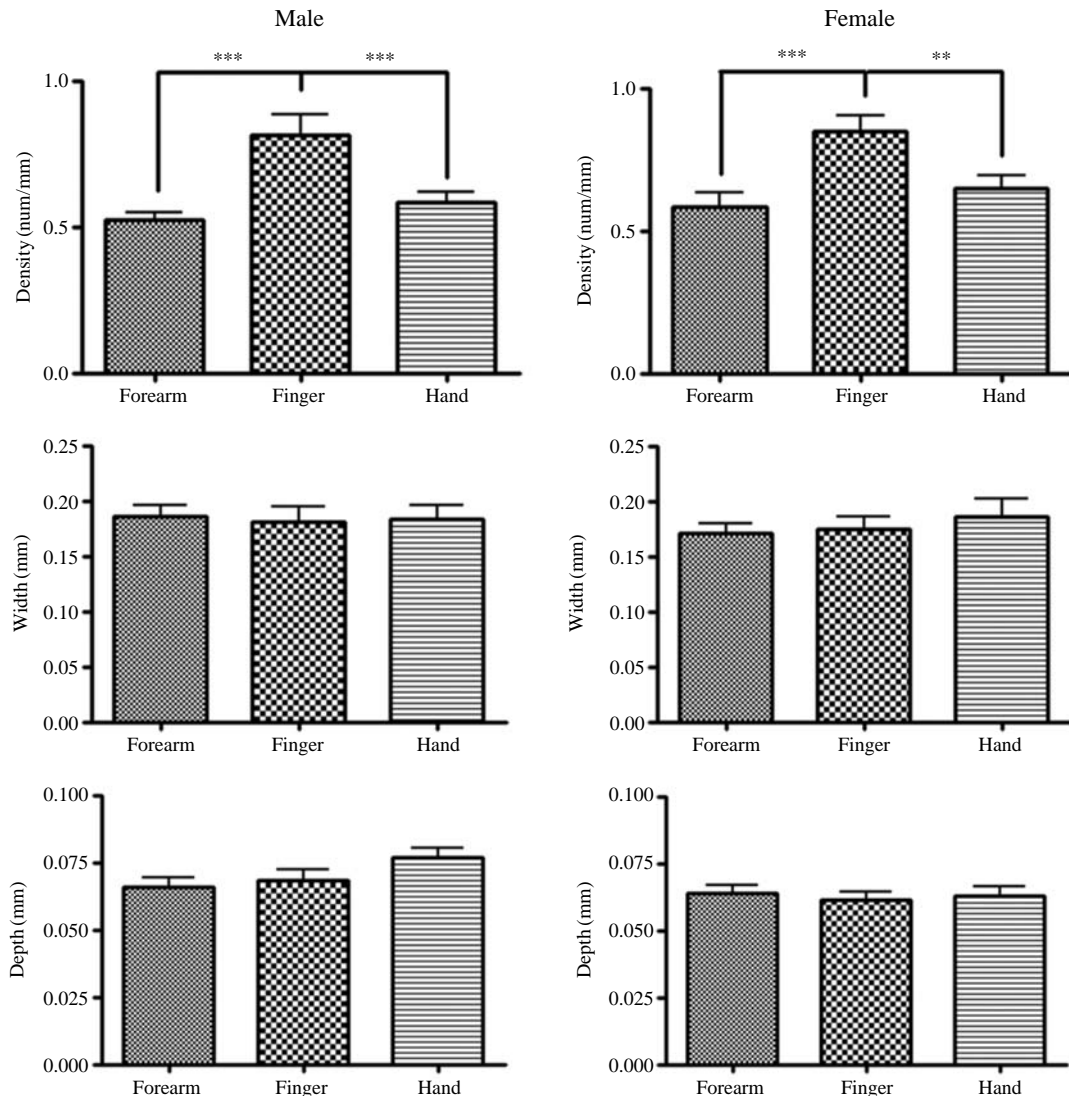 Male
*** ***
1.0
0.5
0.0
Density (num/mm)
Forearm Finger Hand
Female
*** **
1.0
0.5
0.0
Density (num/mm)
Forearm Finger Hand
0.25
0.20
0.15
0.10
0.05
0.00
Width (mm)
Forearm Finger Hand
0.25
0.20
0.15
0.10
0.05
0.00
Width (mm)
Forearm Finger Hand
0.100
0.075
0.050
0.025
0.000
Depth (mm)
Forearm Finger Hand
0.100
0.075
0.050
0.025
0.000
Depth (mm)
Forearm Finger Hand